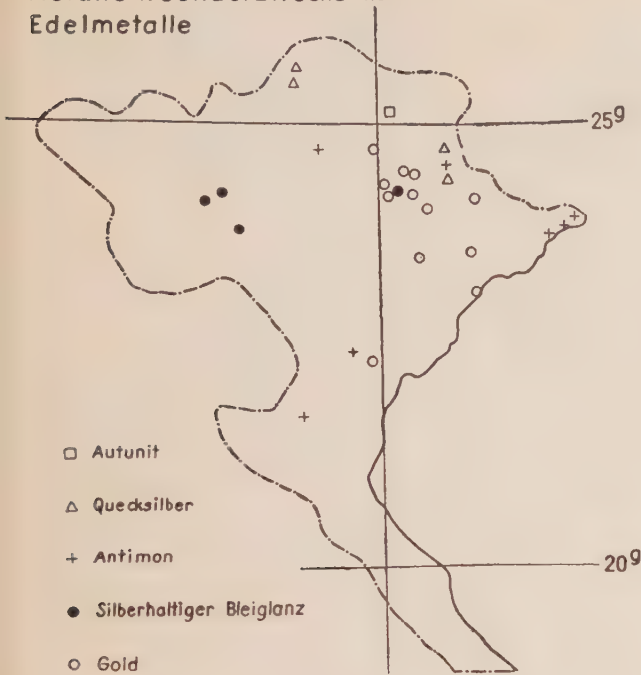 Edelmetalle
25g
Autunit
Quecksilber
Antimon
Silberhaltiger Bleiglanz
20g
Gold